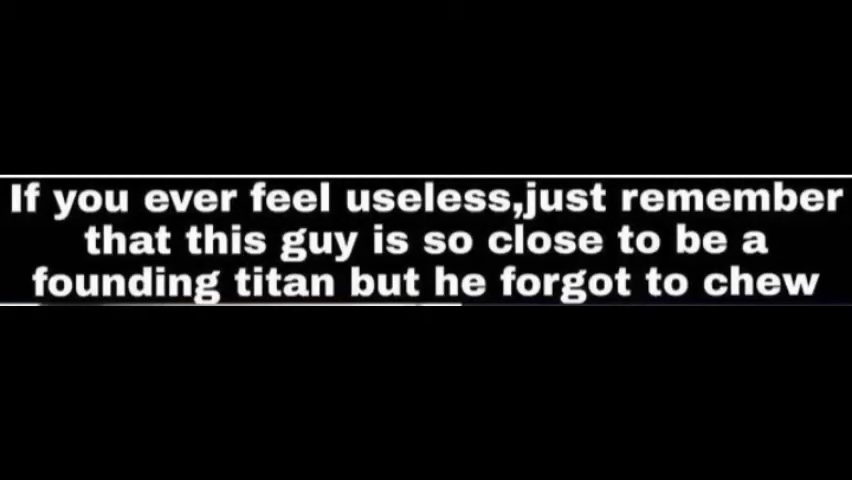 If you ever feel useless,just remember
that this guy is so close to be a
founding titan but he forgot to chew